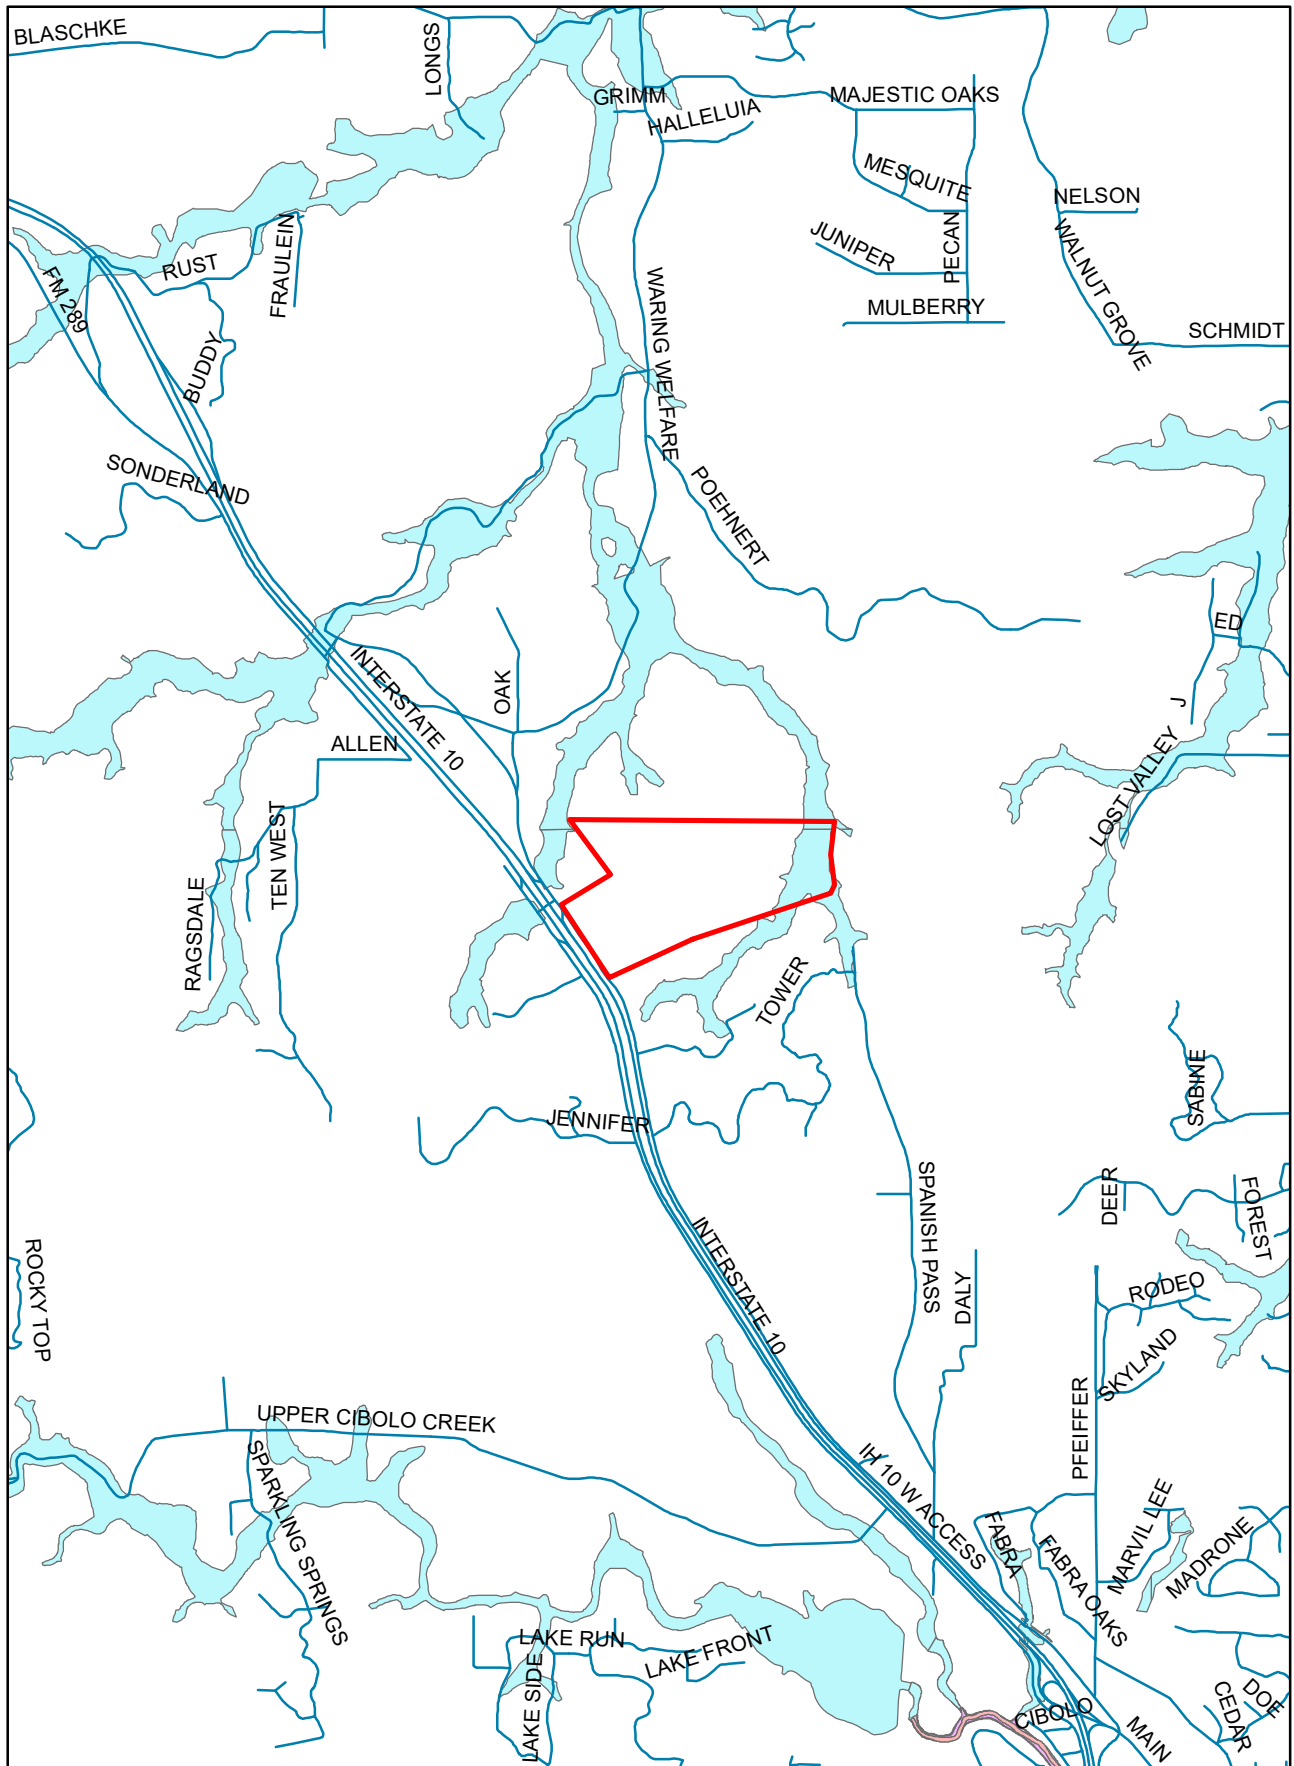 BLASCHKE
LONGS
GRIMM
HALLELUIA
MAJESTIC OAKS
MESQUITE
NELSON
JUNIPER
PECAN
WALNUT GROVE
FRAULEIN
RUST
FM 289
BUDDY
WARING WELFARE
MULBERRY
SCHMIDT
SONDERLAND
POEHNERT
ED
J
INTERSTATE 10
OAK
ALLEN
LOST VALLEY
TEN WEST
RAGSDALE
TOWER
SABINE
JENNIFER
SPANISH PASS
DEER
FOREST
ROCKY TOP
INTERSTATE 10
DALY
RODEO
SKYLAND
PFEIFFER
UPPER CIBOLO CREEK
SPARKLING SPRINGS
IH 10 W ACCESS
FABRA
FABRA OAKS
MARVIL LEE
MADRONE
LAKE RUN
LAKE FRONT
LAKE SIDE
CIBOLO
MAIN
CEDAR
DOE